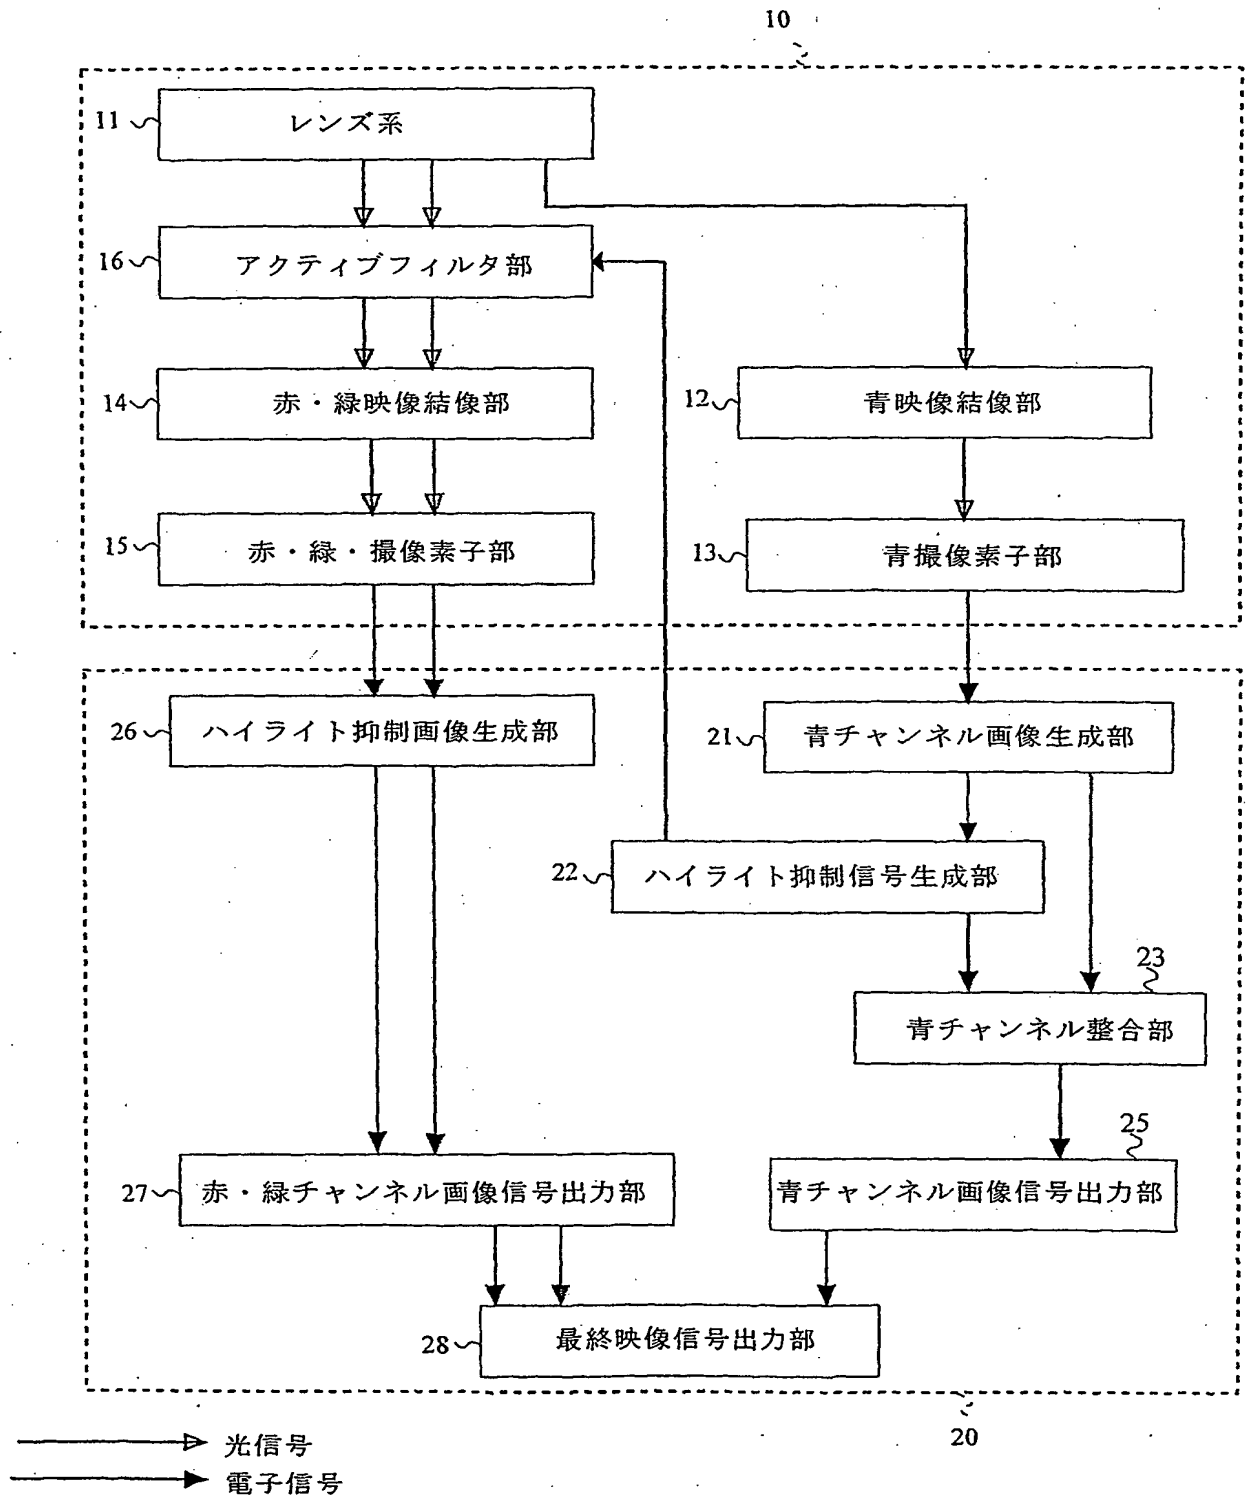 10
11
レンズ系
16
アクティブフィルタ部
14
赤・緑映像結像部
12
青映像結像部
15
赤・緑・撮像素子部
13
青撮像素子部
26
ハイライト抑制画像生成部
21
青チャンネル画像生成部
22
ハイライト抑制信号生成部
23
青チャンネル整合部
25
27
赤・緑チャンネル画像信号出力部
青チャンネル画像信号出力部
28
最終映像信号出力部
20
光信号
電子信号